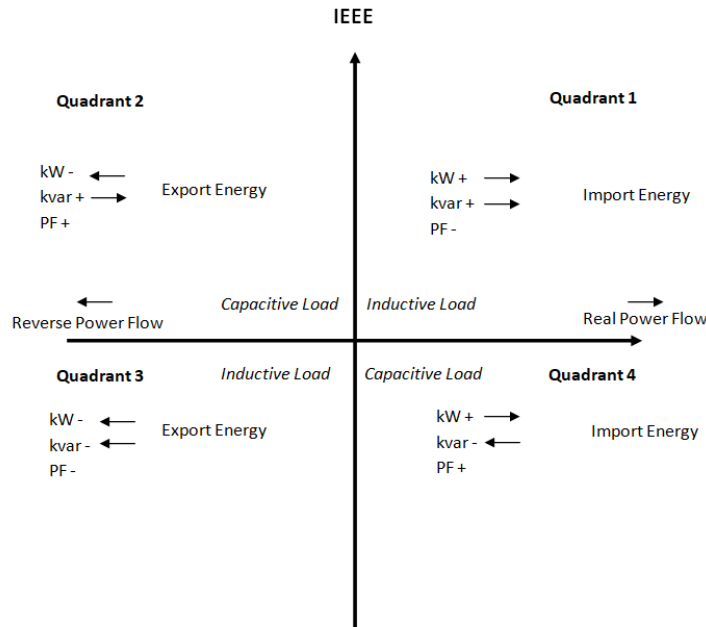 IEEE
Quadrant 2
kW -
kvar +
PF +
Export Energy
Quadrant 1
kW +
kvar +
PF -
Import Energy
Capacitive Load
Inductive Load
Reverse Power Flow
Real Power Flow
Quadrant 3
Inductive Load
kW -
kvar -
PF -
Export Energy
Capacitive Load
Quadrant 4
kW +
kvar -
PF +
Import Energy